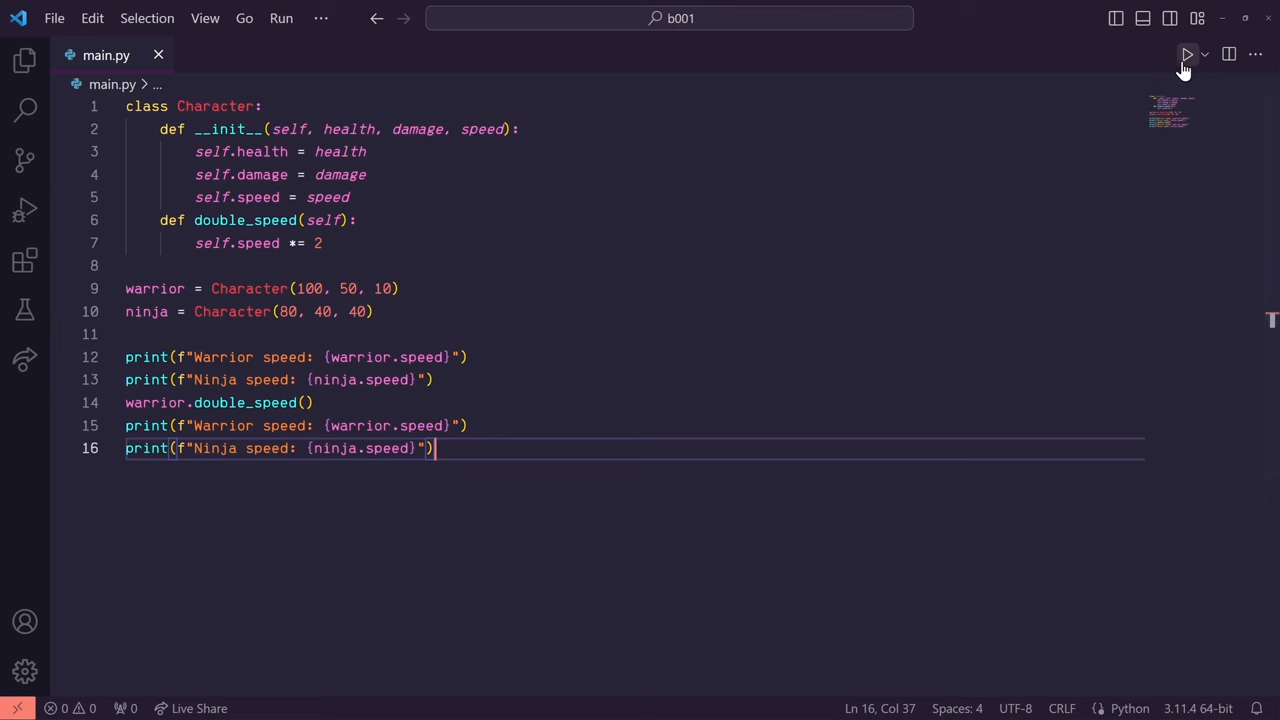 File Edit Selection View Go Run ··· b001
main.py
main.py > ...
1 class Character:
2     def __init__(self, health, damage, speed):
3         self.health = health
4         self.damage = damage
5         self.speed = speed
6     def double_speed(self):
7         self.speed *= 2
8
9 warrior = Character(100, 50, 10)
10 ninja = Character(80, 40, 40)
11
12 print(f"Warrior speed: {warrior.speed}")
13 print(f"Ninja speed: {ninja.speed}")
14 warrior.double_speed()
15 print(f"Warrior speed: {warrior.speed}")
16 print(f"Ninja speed: {ninja.speed}")
0 0 0 Live Share Ln 16, Col 37 Spaces: 4 UTF-8 CRLF Python 3.11.4 64-bit